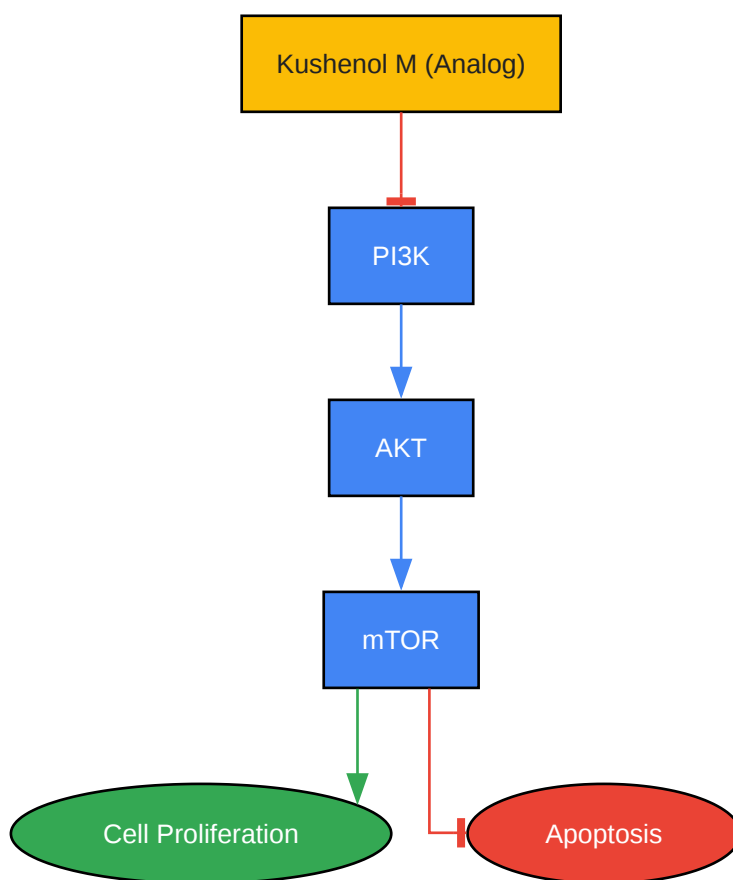 Kushenol M (Analog)
PI3K
AKT
mTOR
Cell Proliferation
Apoptosis